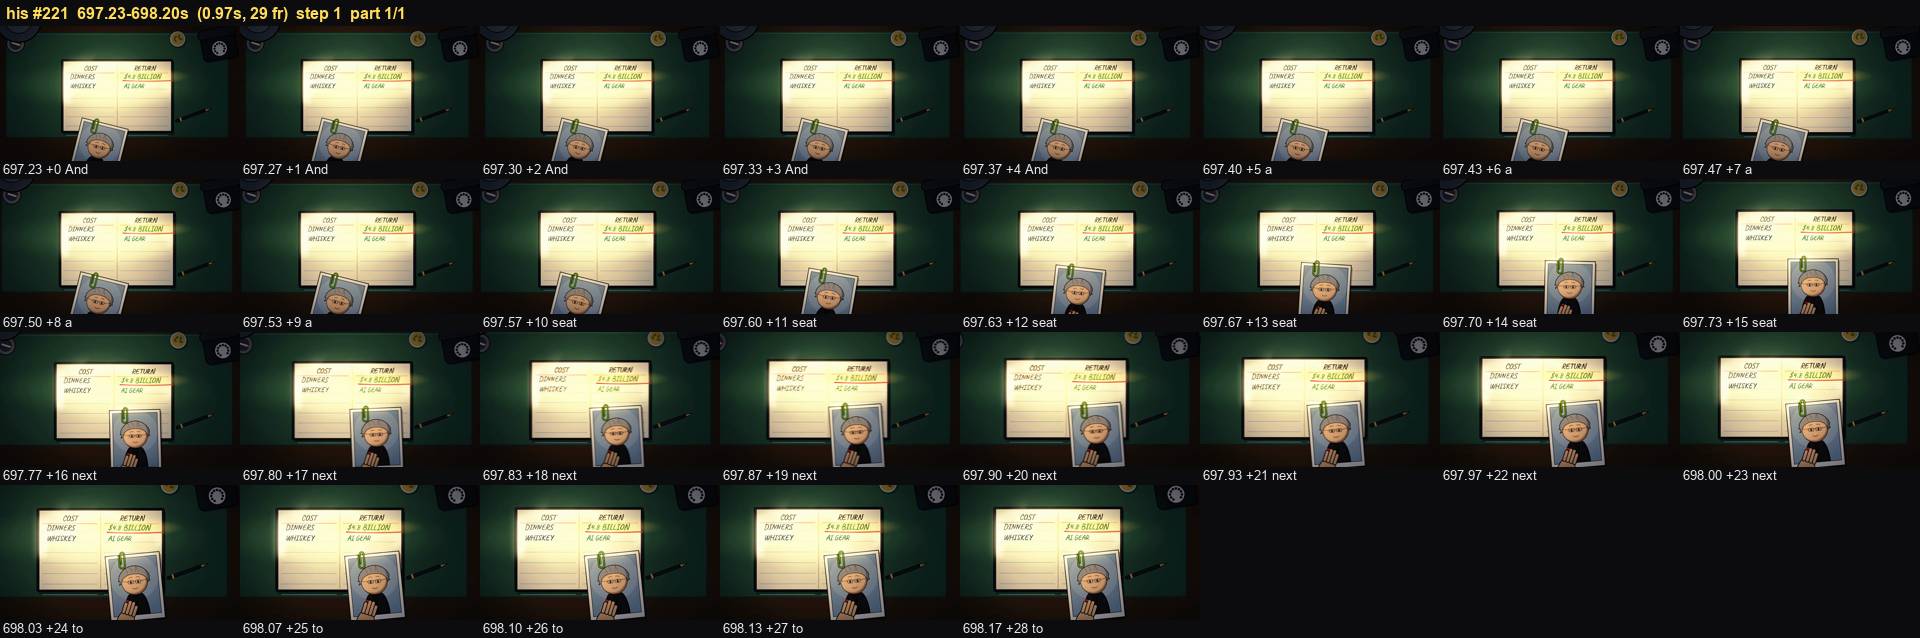 his #221 697.23-698.20s (0.97s, 29 fr) step 1 part 1/1
COST RETURN
DINNERS $4.8 BILLION
WHISKEY AI GEAR
697.23 +0 And
697.27 +1 And
697.30 +2 And
697.33 +3 And
697.37 +4 And
697.40 +5 a
697.43 +6 a
697.47 +7 a
697.50 +8 a
697.53 +9 a
697.57 +10 seat
697.60 +11 seat
697.63 +12 seat
697.67 +13 seat
697.70 +14 seat
697.73 +15 seat
697.77 +16 next
697.80 +17 next
697.83 +18 next
697.87 +19 next
697.90 +20 next
697.93 +21 next
697.97 +22 next
698.00 +23 next
698.03 +24 to
698.07 +25 to
698.10 +26 to
698.13 +27 to
698.17 +28 to